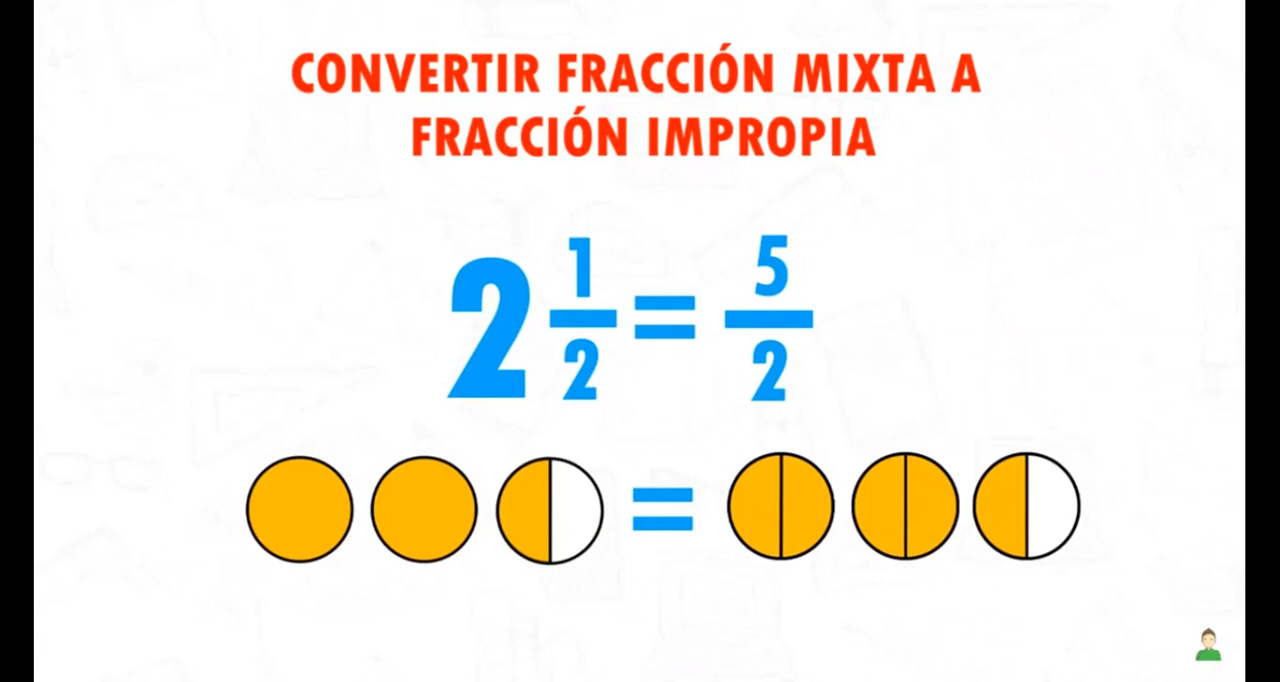 CONVERTIR FRACCIÓN MIXTA A
FRACCIÓN IMPROPIA
2 1/2 = 5/2
=